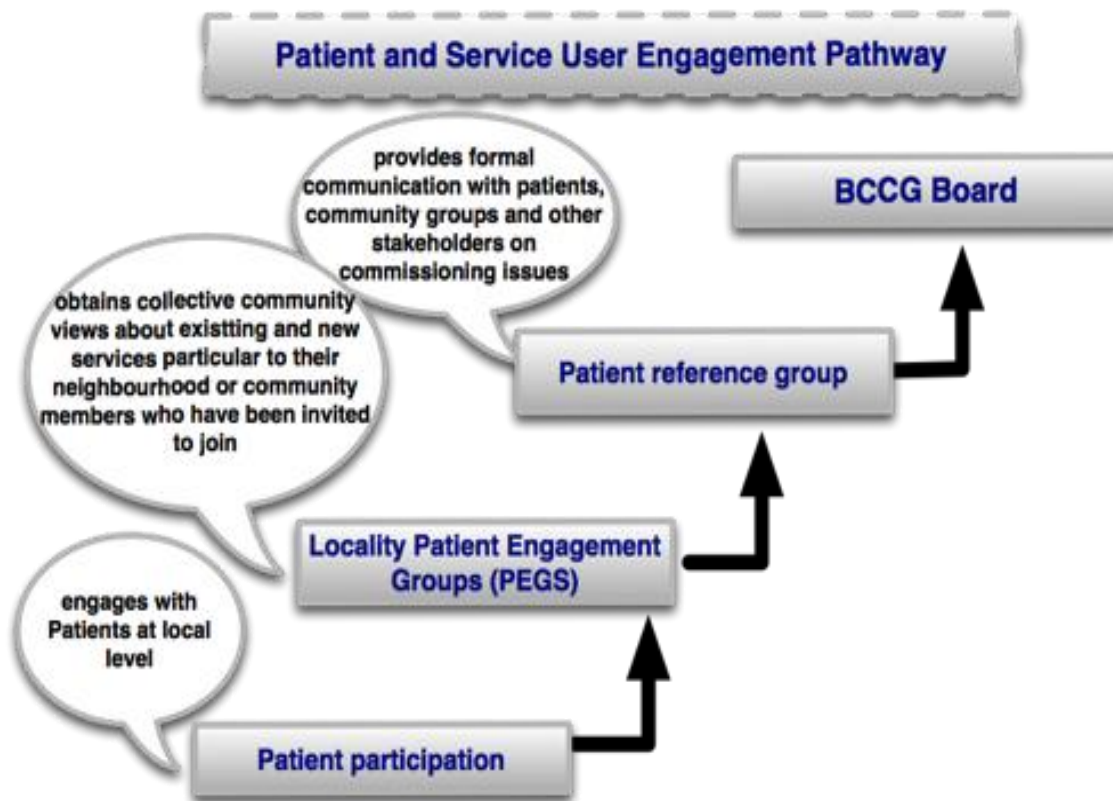 Patient and Service User Engagement Pathway
provides formal
communication with patients,
community groups and other
stakeholders on
commissioning issues
BCCG Board
obtains collective community
views about existting and new
services particular to their
neighbourhood or community
members who have been invited
to join
Patient reference group
Locality Patient Engagement
Groups (PEGS)
engages with
Patients at local
level
Patient participation